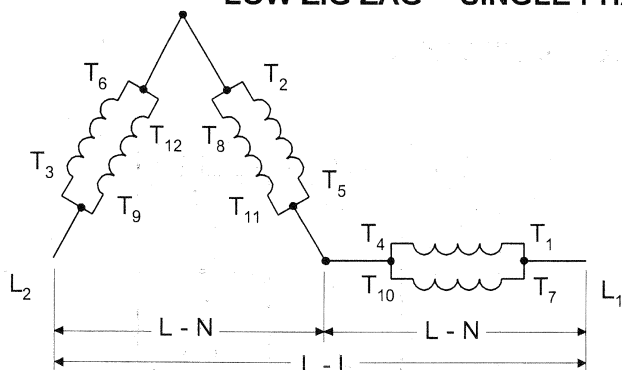 LOW ZIG ZAG - SINGLE PHA
T6
T2
T12
T8
T3
T5
T9
T11
T4
T1
T10
T7
L2
L1
L - N
L - N
L - L